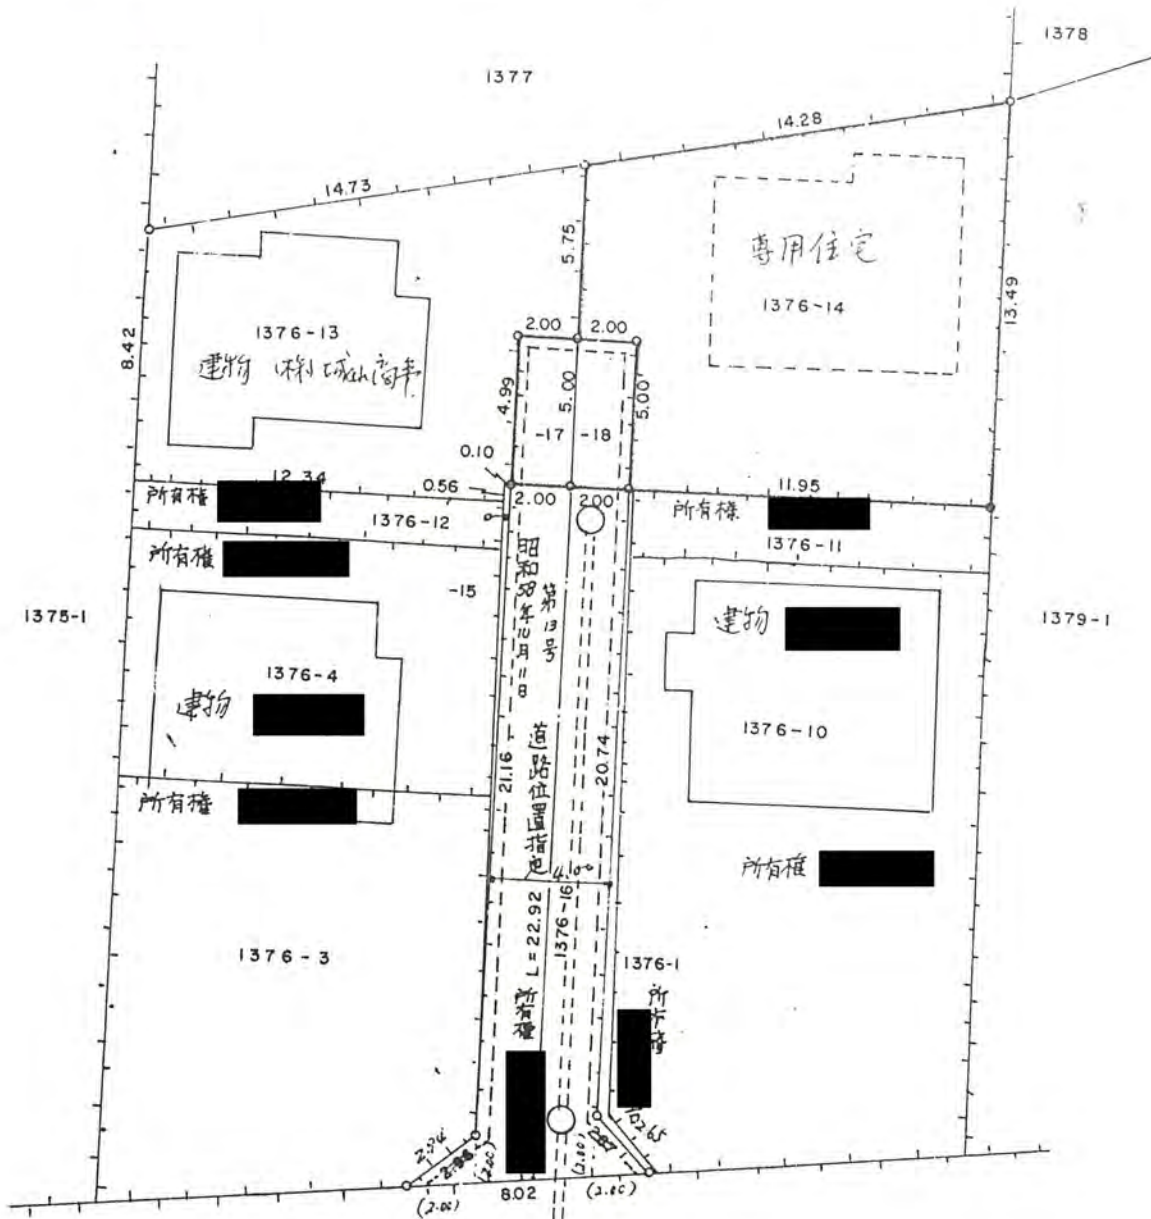 1378
1377
14.28
14.73
5.75
専用住宅
1376-14
13.49
8.42
1376-13
建物 (株)城山商事
2.00 2.00
4.99
5.00
5.00
-17 -18
0.10
12.34
0.56
2.00 2.00
11.95
所有権
所有権
1376-12
1376-11
所有権
-15
昭和58年10月11日
第13号
1375-1
1379-1
建物
1376-4
建物
1376-10
道路位置指定
21.16
20.74
所有権
所有権
4.00
L=22.92
1376-16
1376-3
1376-1
所有権
所有権
2.65
2.87
(2.00)
(2.00)
8.02
(2.00)
(2.00)